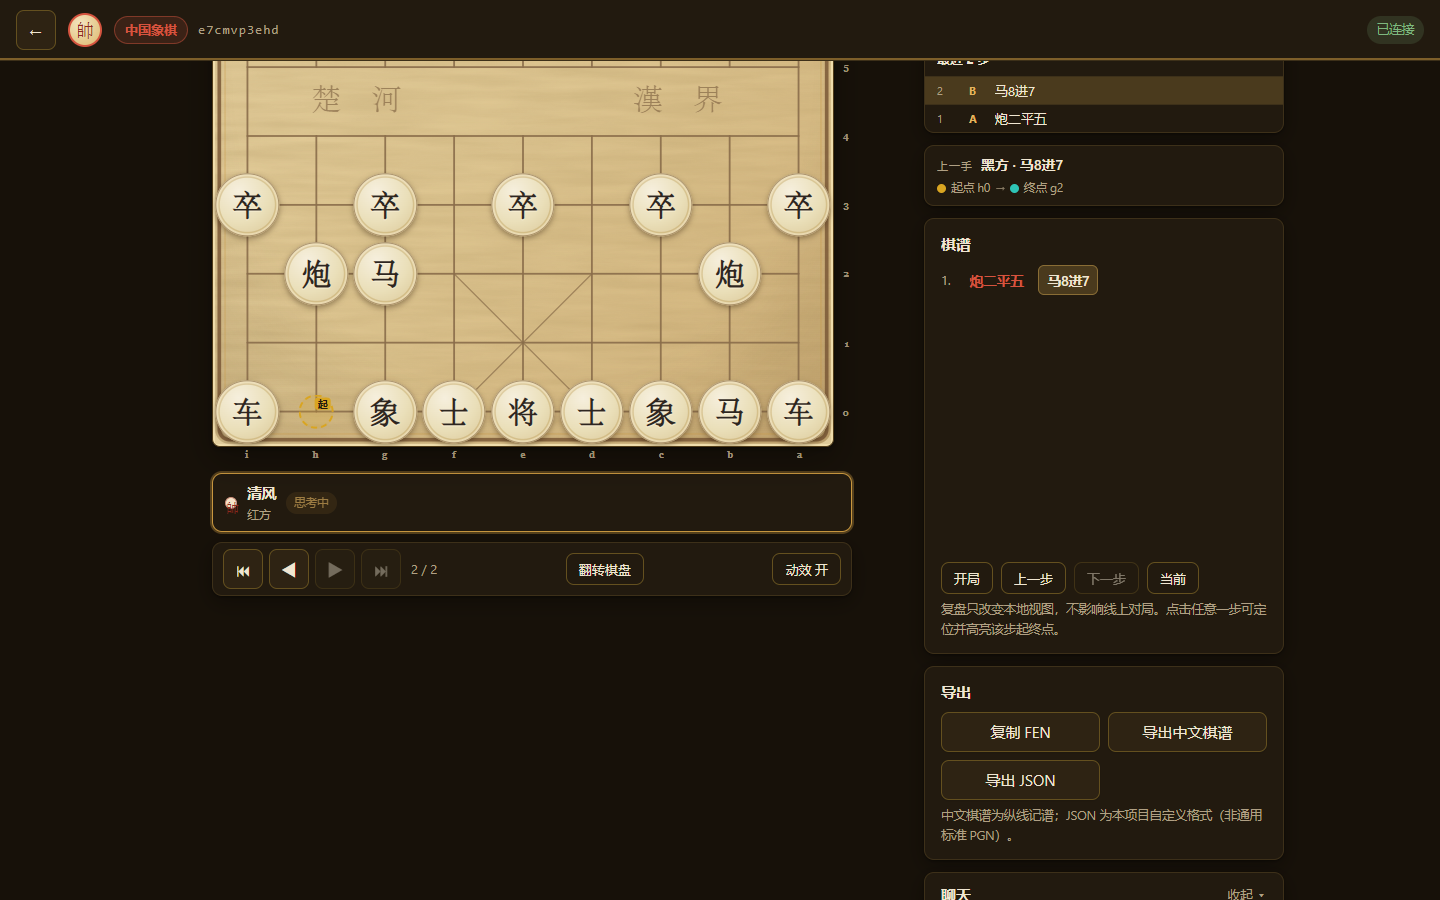 ←
帥
中国象棋
e7cmvp3ehd
已连接
5
楚 河
漢 界
4
卒 卒 卒 卒 卒
3
炮 马 炮
2
1
车 起 象 士 将 士 象 马 车
0
i h g f e d c b a
清风
思考中
红方
2 / 2
翻转棋盘
动效 开
2 B 马8进7
1 A 炮二平五
上一手 黑方 · 马8进7
起点 h0 → 终点 g2
棋谱
1. 炮二平五 马8进7
开局 上一步 下一步 当前
复盘只改变本地视图，不影响线上对局。点击任意一步可定
位并高亮该步起终点。
导出
复制 FEN
导出中文棋谱
导出 JSON
中文棋谱为纵线记谱；JSON 为本项目自定义格式（非通用
标准 PGN）。
聊天
收起